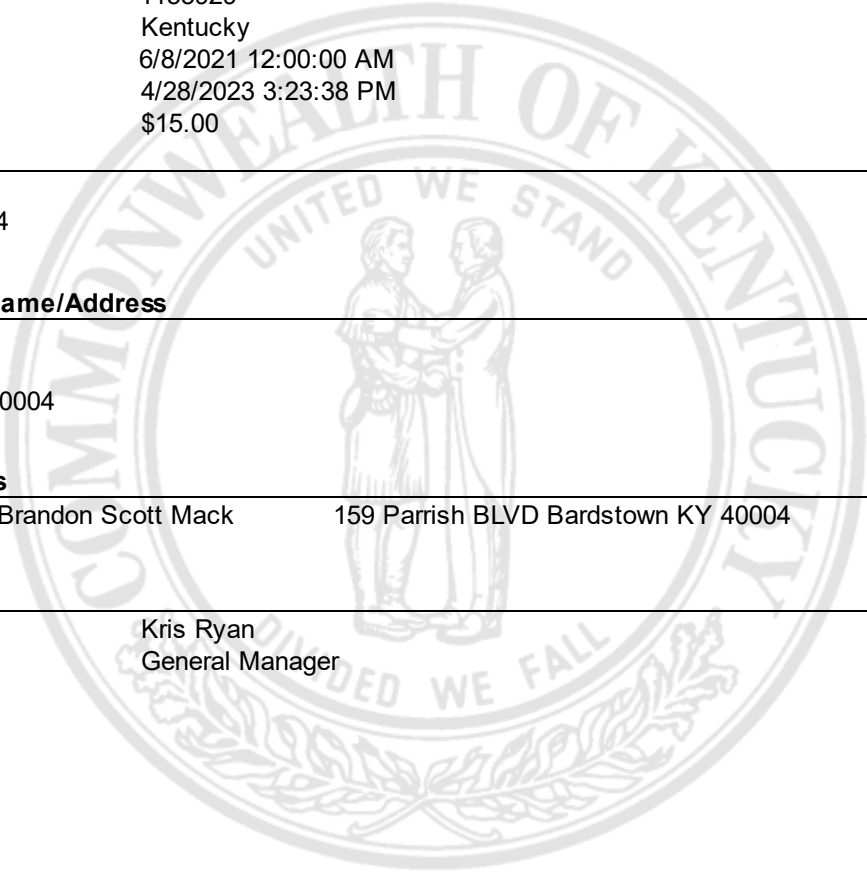 Kentucky
6/8/2021 12:00:00 AM
4/28/2023 3:23:38 PM
$15.00
4
ame/Address
0004
s
Brandon Scott Mack 159 Parrish BLVD Bardstown KY 40004
Kris Ryan
General Manager
COMMONWEALTH OF KENTUCKY
UNITED WE STAND
DIVIDED WE FALL